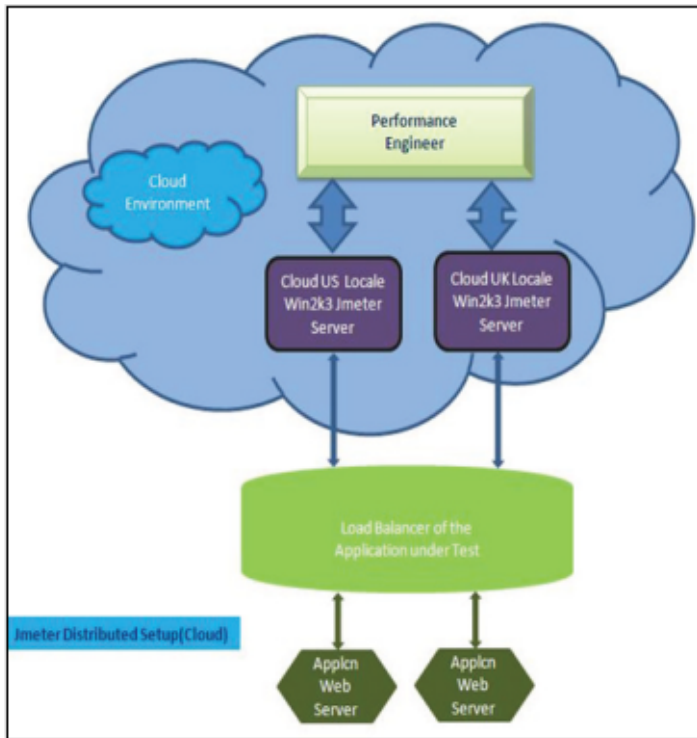 Performance
Engineer
Cloud
Environment
Cloud US Locale
Win2k3 Jmeter
Server
Cloud UK Locale
Win2k3 Jmeter
Server
Load Balancer of the
Application under Test
Jmeter Distributed Setup(Cloud)
Applcn
Web
Server
Applcn
Web
Server